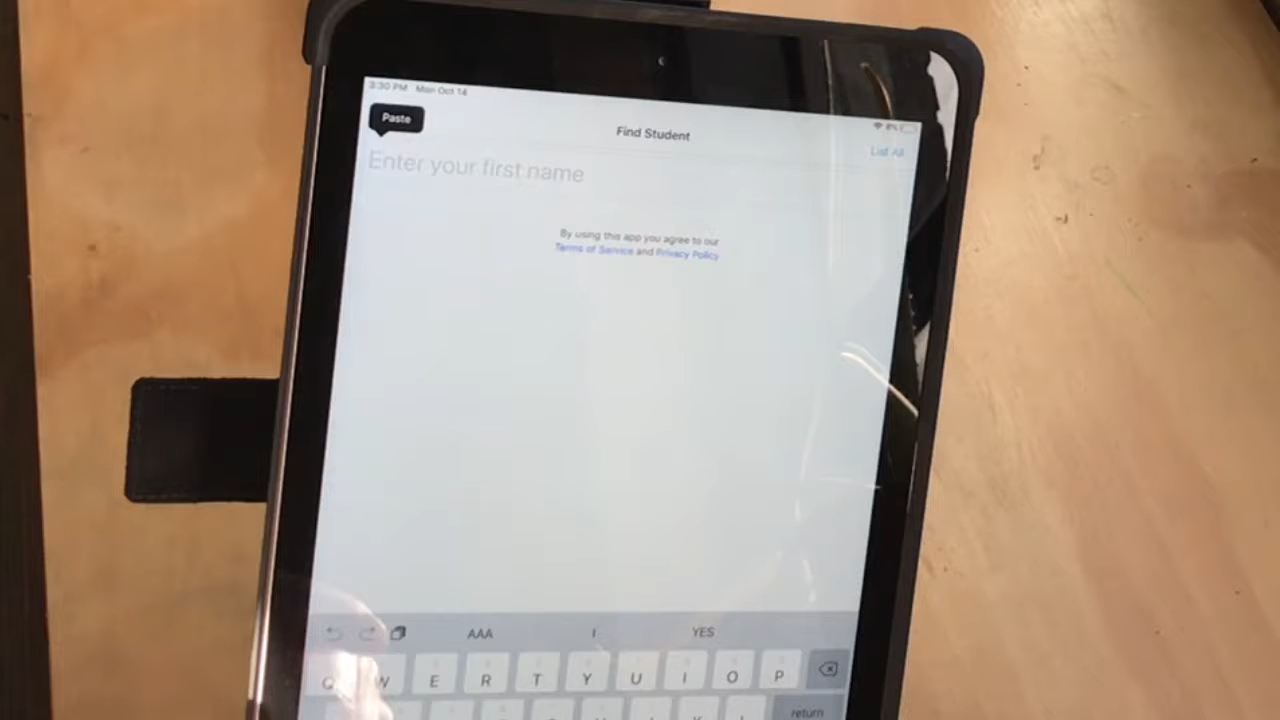 3:30 PM Mon Oct 14
8%
Paste
Find Student
List All
Enter your first name
By using this app you agree to our
Terms of Service and Privacy Policy
AAA I YES
Q W E R T Y U I O P
return